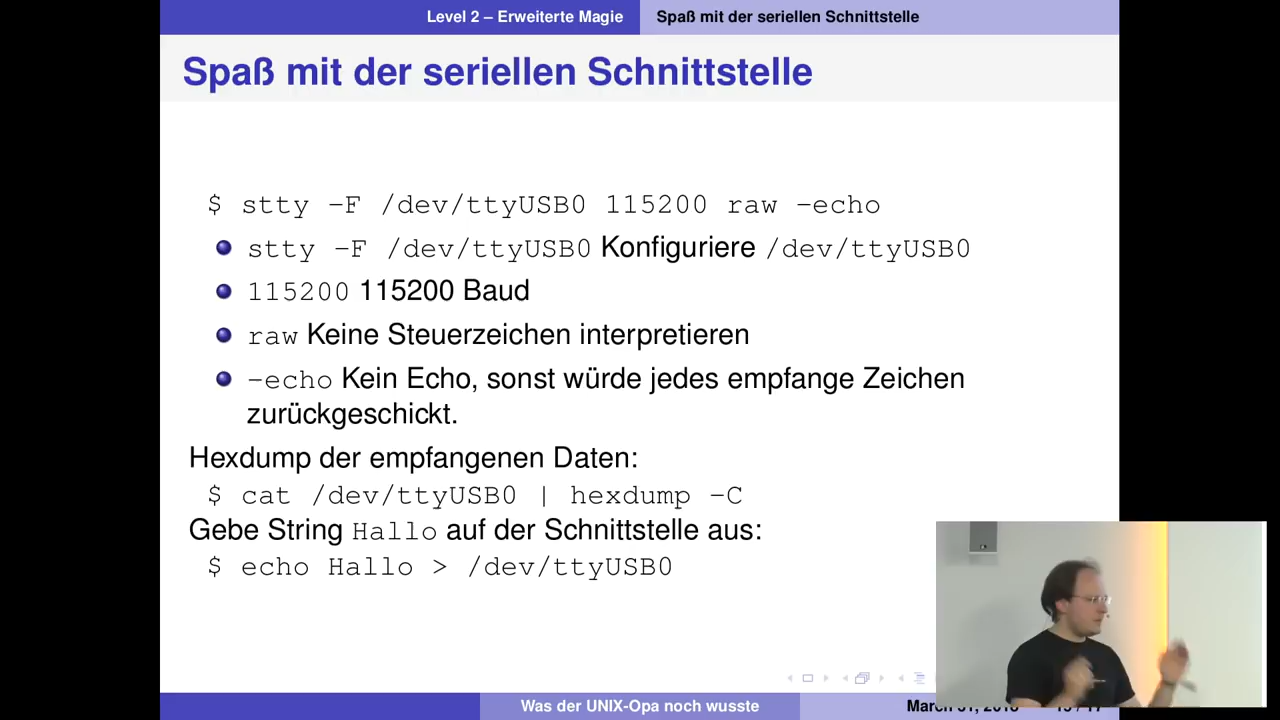 Level 2 – Erweiterte Magie
Spaß mit der seriellen Schnittstelle
Spaß mit der seriellen Schnittstelle
$ stty -F /dev/ttyUSB0 115200 raw -echo
stty -F /dev/ttyUSB0 Konfiguriere /dev/ttyUSB0
115200 115200 Baud
raw Keine Steuerzeichen interpretieren
-echo Kein Echo, sonst würde jedes empfange Zeichen
zurückgeschickt.
Hexdump der empfangenen Daten:
$ cat /dev/ttyUSB0 | hexdump -C
Gebe String Hallo auf der Schnittstelle aus:
$ echo Hallo > /dev/ttyUSB0
Was der UNIX-Opa noch wusste